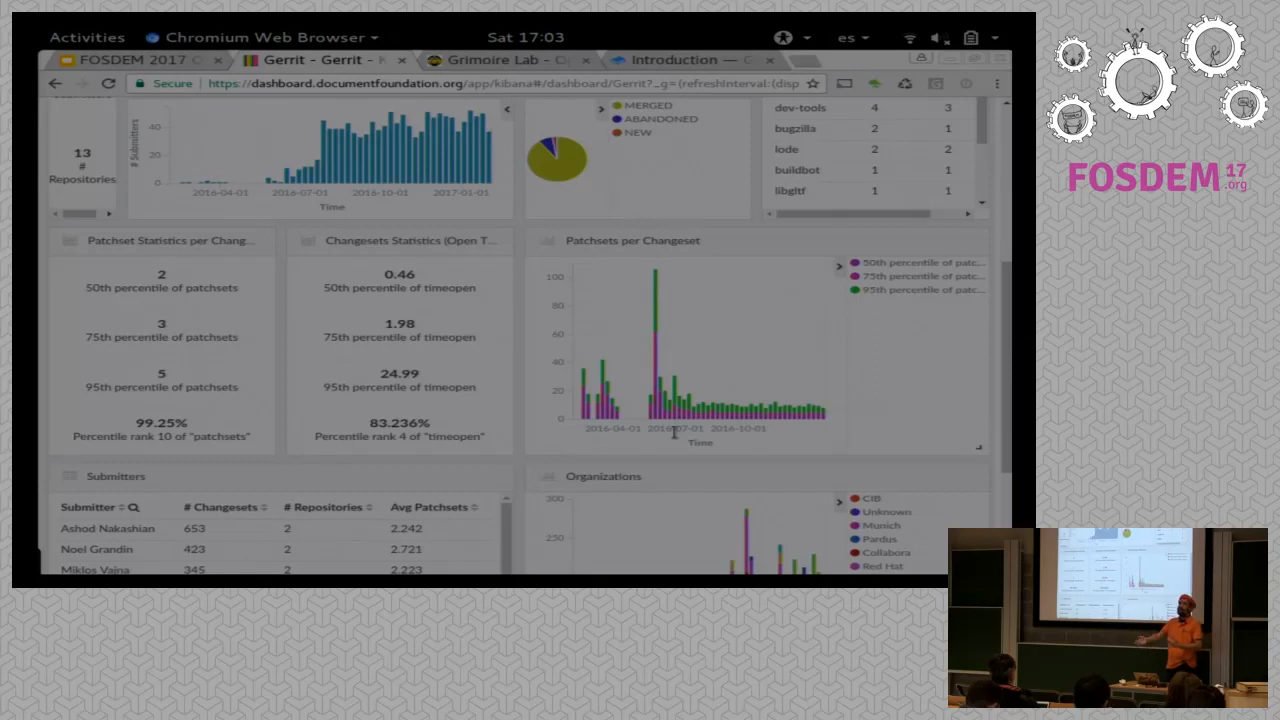 Activities Chromium Web Browser Sat 17:03 es
FOSDEM 2017 Gerrit - Gerrit - Grimoire Lab - Introduction —
Secure https://dashboard.documentfoundation.org/app/kibana#/dashboard/Gerrit?_g=(refreshInterval:(disp
13
#
Repositories
# Submitters
40
20
0
2016-04-01 2016-07-01 2016-10-01 2017-01-01
Time
MERGED
ABANDONED
NEW
dev-tools 4 3
bugzilla 2 1
lode 2 2
buildbot 1 1
libgltf 1 1
Patchset Statistics per Chang...
2
50th percentile of patchsets
3
75th percentile of patchsets
5
95th percentile of patchsets
99.25%
Percentile rank 10 of "patchsets"
Changesets Statistics (Open T...
0.46
50th percentile of timeopen
1.98
75th percentile of timeopen
24.99
95th percentile of timeopen
83.236%
Percentile rank 4 of "timeopen"
Patchsets per Changeset
100
80
60
40
20
0
2016-04-01 2016-07-01 2016-10-01
Time
50th percentile of patc...
75th percentile of patc...
95th percentile of patc...
Submitters
Submitter # Changesets # Repositories Avg Patchsets
Ashod Nakashian 653 2 2.242
Noel Grandin 423 2 2.721
Miklos Vajna 345 2 2.223
Organizations
300
250
CIB
Unknown
Munich
Pardus
Collabora
Red Hat
FOSDEM 17
.org